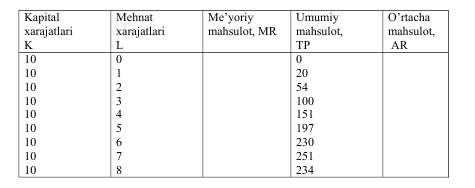 Kapital xarajatlari K | Mehnat xarajatlari L | Me’yoriy mahsulot, MR | Umumiy mahsulot, TP | O’rtacha mahsulot, AR
10 | 0 | | 0 |
10 | 1 | | 20 |
10 | 2 | | 54 |
10 | 3 | | 100 |
10 | 4 | | 151 |
10 | 5 | | 197 |
10 | 6 | | 230 |
10 | 7 | | 251 |
10 | 8 | | 234 |